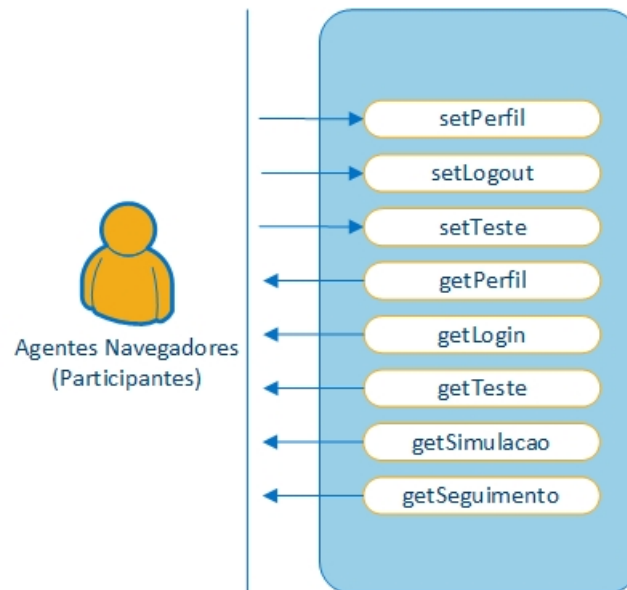 setPerfil
setLogout
setTeste
getPerfil
getLogin
getTeste
getSimulacao
getSeguimento
Agentes Navegadores
(Participantes)